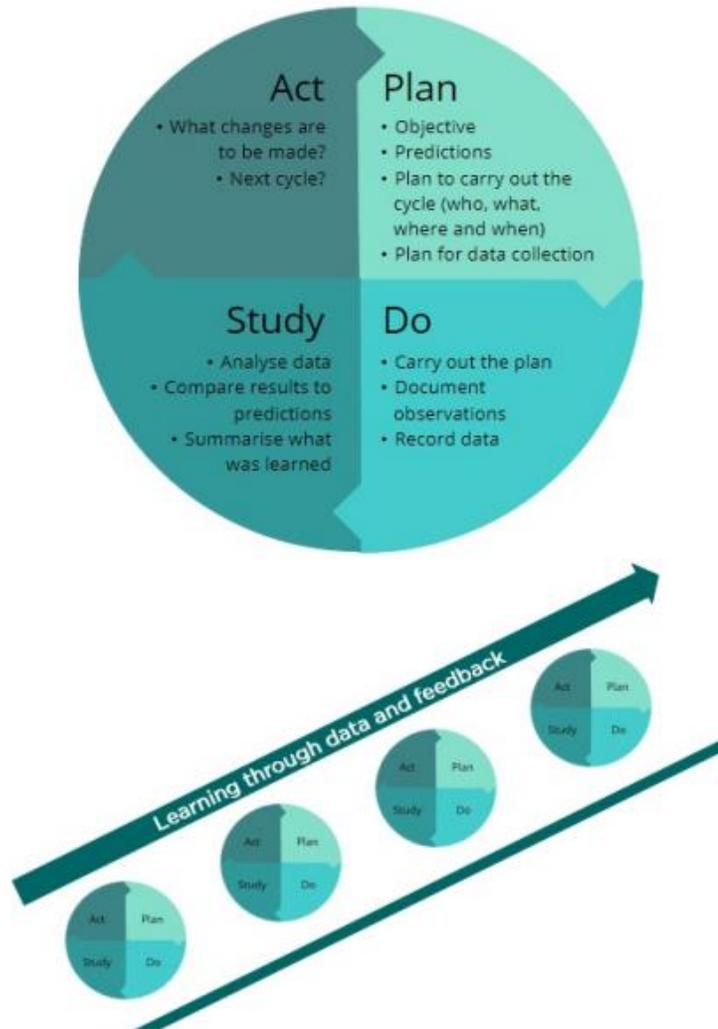 Act
• What changes are
to be made?
• Next cycle?
Plan
• Objective
• Predictions
• Plan to carry out the
cycle (who, what,
where and when)
• Plan for data collection
Study
• Analyse data
• Compare results to
predictions
• Summarise what
was learned
Do
• Carry out the plan
• Document
observations
• Record data
Learning through data and feedback
Act
Plan
Study
Do
Act
Plan
Study
Do
Act
Plan
Study
Do
Act
Plan
Study
Do